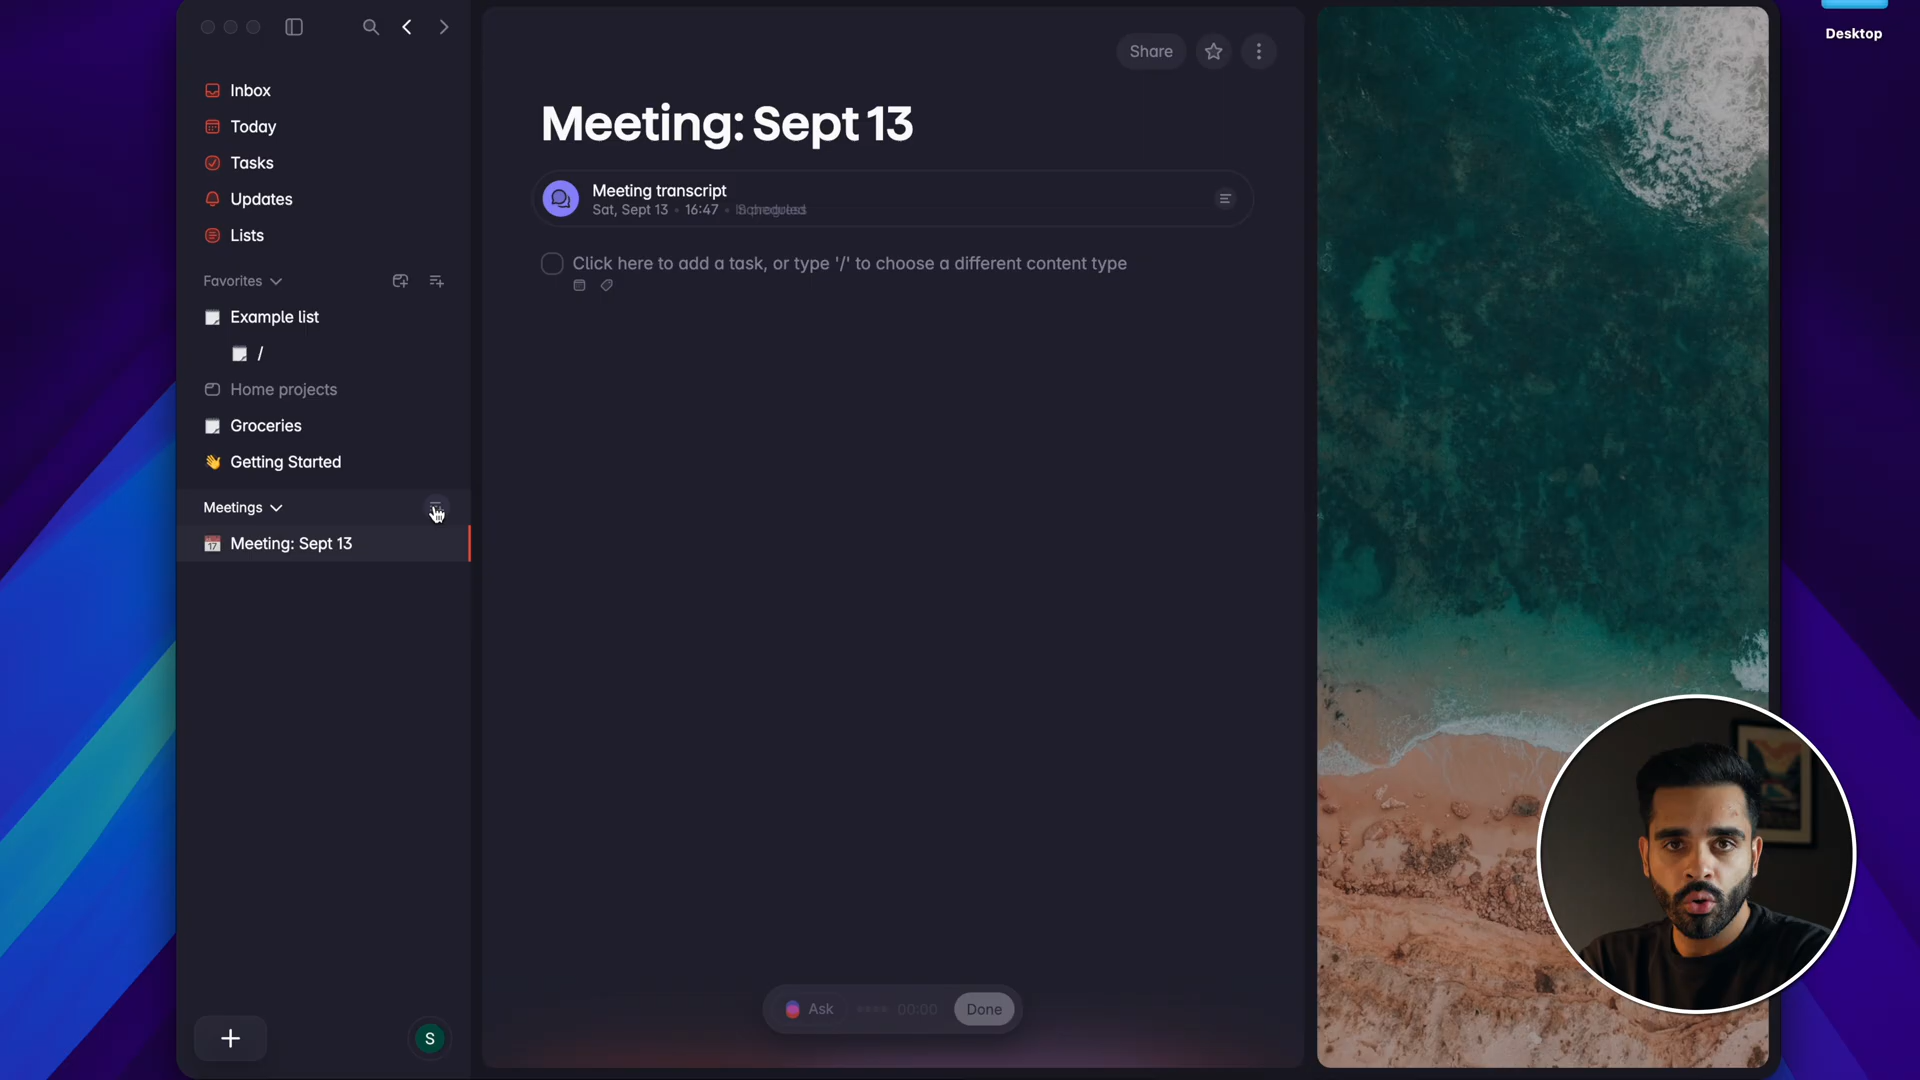 Inbox
Today
Tasks
Updates
Lists
Favorites
Example list
/
Home projects
Groceries
Getting Started
Meetings
17
Meeting: Sept 13
S
Share
Meeting: Sept 13
Meeting transcript
Sat, Sept 13 • 16:47 •
Click here to add a task, or type '/' to choose a different content type
Ask 00:00 Done
Desktop